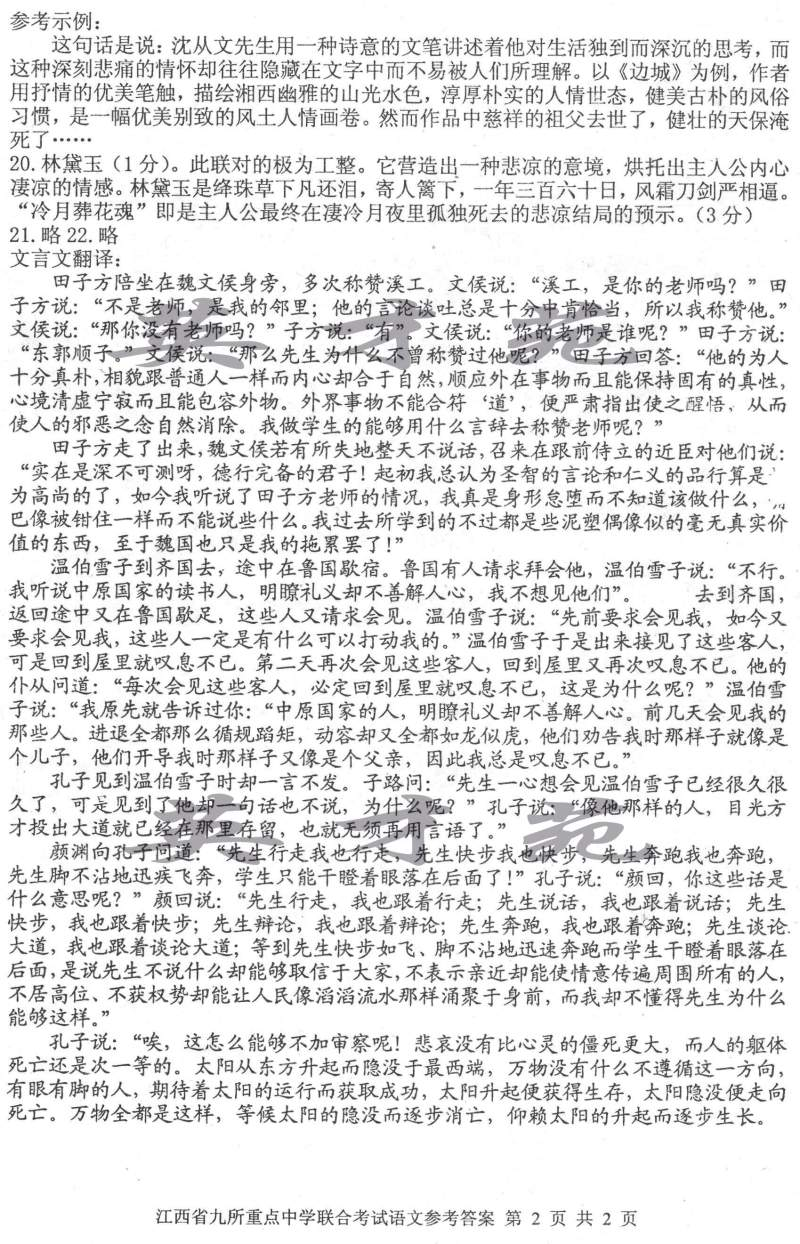 参考示例：
这句话是说：沈从文先生用一种诗意的文笔讲述着他对生活独到而深沉的思考，而
这种深刻悲痛的情怀却往往隐藏在文字中而不易被人们所理解。以《边城》为例，作者
用抒情的优美笔触，描绘湘西幽雅的山光水色，淳厚朴实的人情世态，健美古朴的风俗
习惯，是一幅优美别致的风土人情画卷。然而作品中慈祥的祖父去世了，健壮的天保淹
死了……
20.林黛玉（1分）。此联对的极为工整。它营造出一种悲凉的意境，烘托出主人公内心
凄凉的情感。林黛玉是绛珠草下凡还泪，寄人篱下，一年三百六十日，风霜刀剑严相逼。
“冷月葬花魂”即是主人公最终在凄冷月夜里孤独死去的悲凉结局的预示。（3分）
21.略 22.略
文言文翻译：
田子方陪坐在魏文侯身旁，多次称赞溪工。文侯说：“溪工，是你的老师吗？”田
子方说：“不是老师，是我的邻里；他的言论谈吐总是十分中肯恰当，所以我称赞他。”
文侯说：“那你没有老师吗？”子方说：“有”。文侯说：“你的老师是谁呢？”田子方说：
“东郭顺子。”文侯说：“那么先生为什么不曾称赞过他呢？”田子方回答：“他的为人
十分真朴，相貌跟普通人一样而内心却合于自然，顺应外在事物而且能保持固有的真性，
心境清虚宁寂而且能包容外物。外界事物不能合符‘道’，便严肃指出使之醒悟，从而
使人的邪恶之念自然消除。我做学生的能够用什么言辞去称赞老师呢？”
田子方走了出来，魏文侯若有所失地整天不说话，召来在跟前侍立的近臣对他们说：
“实在是深不可测呀，德行完备的君子！起初我总认为圣智的言论和仁义的品行算是
为高尚的了，如今我听说了田子方老师的情况，我真是身形怠堕而不知道该做什么，
巴像被钳住一样而不能说些什么。我过去所学到的不过都是些泥塑偶像似的毫无真实价
值的东西，至于魏国也只是我的拖累罢了！”
温伯雪子到齐国去，途中在鲁国歇宿。鲁国有人请求拜会他，温伯雪子说：“不行。
我听说中原国家的读书人，明瞭礼义却不善解人心，我不想见他们”。 去到齐国，
返回途中又在鲁国歇足，这些人又请求会见。温伯雪子说：“先前要求会见我，如今又
要求会见我，这些人一定是有什么可以打动我的。”温伯雪子于是出来接见了这些客人，
可是回到屋里就叹息不已。第二天再次会见这些客人，回到屋里又再次叹息不已。他的
仆从问道：“每次会见这些客人，必定回到屋里就叹息不已，这是为什么呢？”温伯雪
子说：“我原先就告诉过你：“中原国家的人，明瞭礼义却不善解人心。前几天会见我的
那些人。进退全都那么循规蹈矩，动容却又全都如龙似虎，他们劝告我时那样子就像是
个儿子，他们开导我时那样子又像是个父亲，因此我总是叹息不已。”
孔子见到温伯雪子时却一言不发。子路问：“先生一心想会见温伯雪子已经很久很
久了，可是见到了他却一句话也不说，为什么呢？”孔子说：“像他那样的人，目光方
才投出大道就已经在那里存留，也就无须再用言语了。”
颜渊向孔子问道：“先生行走我也行走，先生快步我也快步，先生奔跑我也奔跑，
先生脚不沾地迅疾飞奔，学生只能干瞪着眼落在后面了！”孔子说：“颜回，你这些话是
什么意思呢？”颜回说：“先生行走，我也跟着行走；先生说话，我也跟着说话；先生
快步，我也跟着快步；先生辩论，我也跟着辩论；先生奔跑，我也跟着奔跑；先生谈论
大道，我也跟着谈论大道；等到先生快步如飞、脚不沾地迅速奔跑而学生干瞪着眼落在
后面，是说先生不说什么却能够取信于大家，不表示亲近却能使情意传遍周围所有的人，
不居高位、不获权势却能让人民像滔滔流水那样涌聚于身前，而我却不懂得先生为什么
能够这样。”
孔子说：“唉，这怎么能够不加审察呢！悲哀没有比心灵的僵死更大，而人的躯体
死亡还是次一等的。太阳从东方升起而隐没于最西端，万物没有什么不遵循这一方向，
有眼有脚的人，期待着太阳的运行而获取成功，太阳升起便获得生存，太阳隐没便走向
死亡。万物全都是这样，等候太阳的隐没而逐步消亡，仰赖太阳的升起而逐步生长。
江西省九所重点中学联合考试语文参考答案 第 2 页 共 2 页